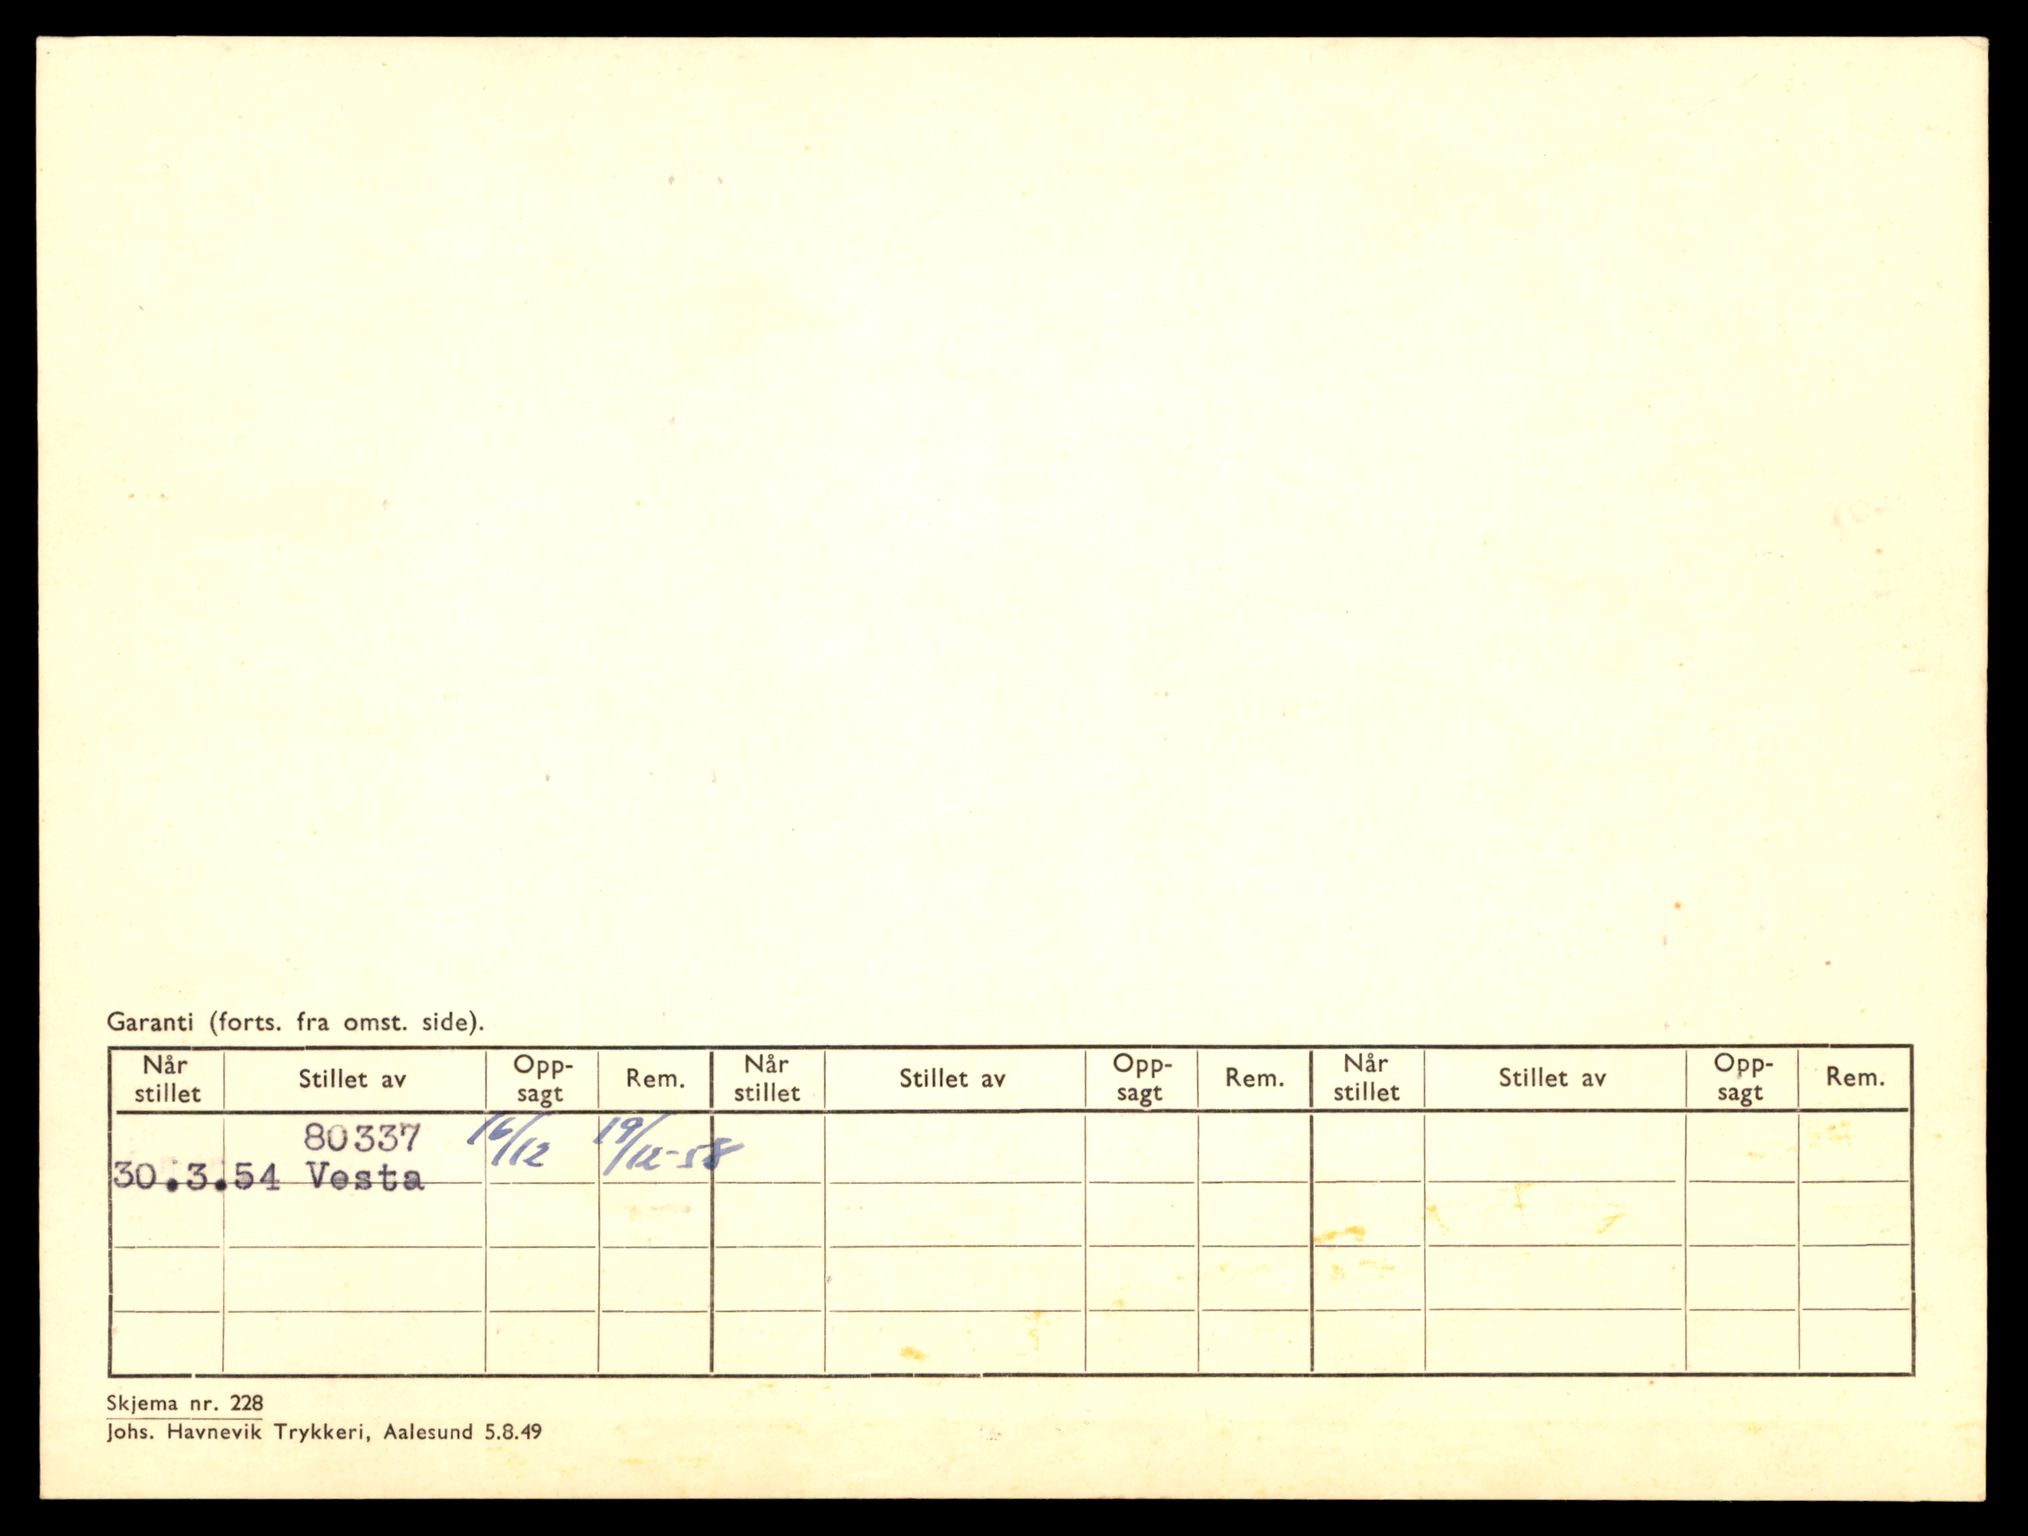 Garanti (forts. fra omst. side).
Når stillet Stillet av Opp-sagt Rem. Når stillet Stillet av Opp-sagt Rem. Når stillet Stillet av Opp-sagt Rem.
80337 16/12 19/12-58
30.3.54 Vesta
Skjema nr. 228
Johs. Havnevik Trykkeri, Aalesund 5.8.49